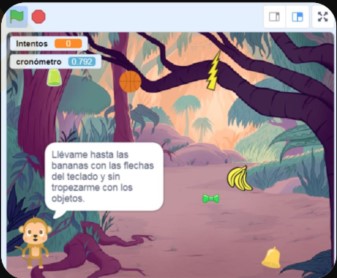 Intentos 0
cronómetro 0.792
Llévame hasta las
bananas con las flechas
del teclado y sin
tropezarme con los
objetos.